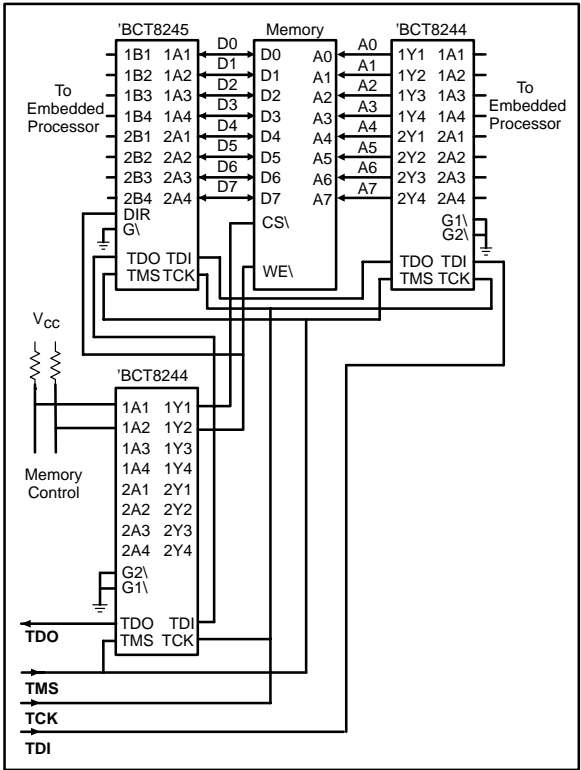 'BCT8245 Memory 'BCT8244
1B1 1A1 D0 D0 A0 A0 1Y1 1A1
1B2 1A2 D1 D1 A1 A1 1Y2 1A2
1B3 1A3 D2 D2 A2 A2 1Y3 1A3
1B4 1A4 D3 D3 A3 A3 1Y4 1A4
2B1 2A1 D4 D4 A4 A4 2Y1 2A1
2B2 2A2 D5 D5 A5 A5 2Y2 2A2
2B3 2A3 D6 D6 A6 A6 2Y3 2A3
2B4 2A4 D7 D7 A7 A7 2Y4 2A4
To
Embedded
Processor
To
Embedded
Processor
DIR
G\
CS\
G1\
G2\
TDO TDI
TMS TCK
WE\
TDO TDI
TMS TCK
VCC
'BCT8244
1A1 1Y1
1A2 1Y2
1A3 1Y3
1A4 1Y4
2A1 2Y1
2A2 2Y2
2A3 2Y3
2A4 2Y4
Memory
Control
G2\
G1\
TDO TDI
TMS TCK
TDO
TMS
TCK
TDI